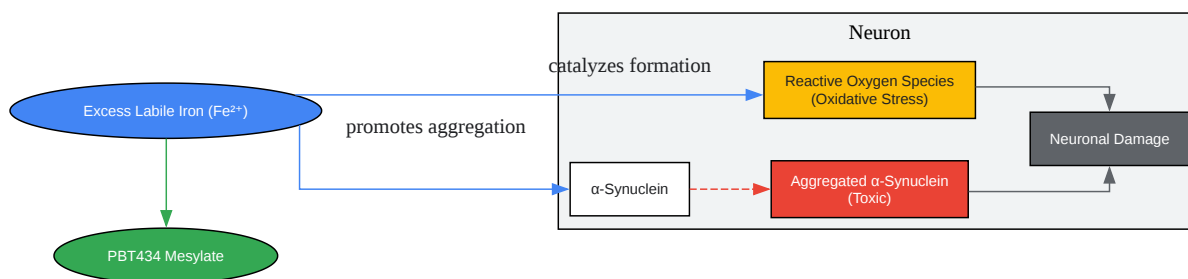 Neuron
catalyzes formation
Reactive Oxygen Species
(Oxidative Stress)
Excess Labile Iron (Fe²⁺)
promotes aggregation
Neuronal Damage
α-Synuclein
Aggregated α-Synuclein
(Toxic)
PBT434 Mesylate